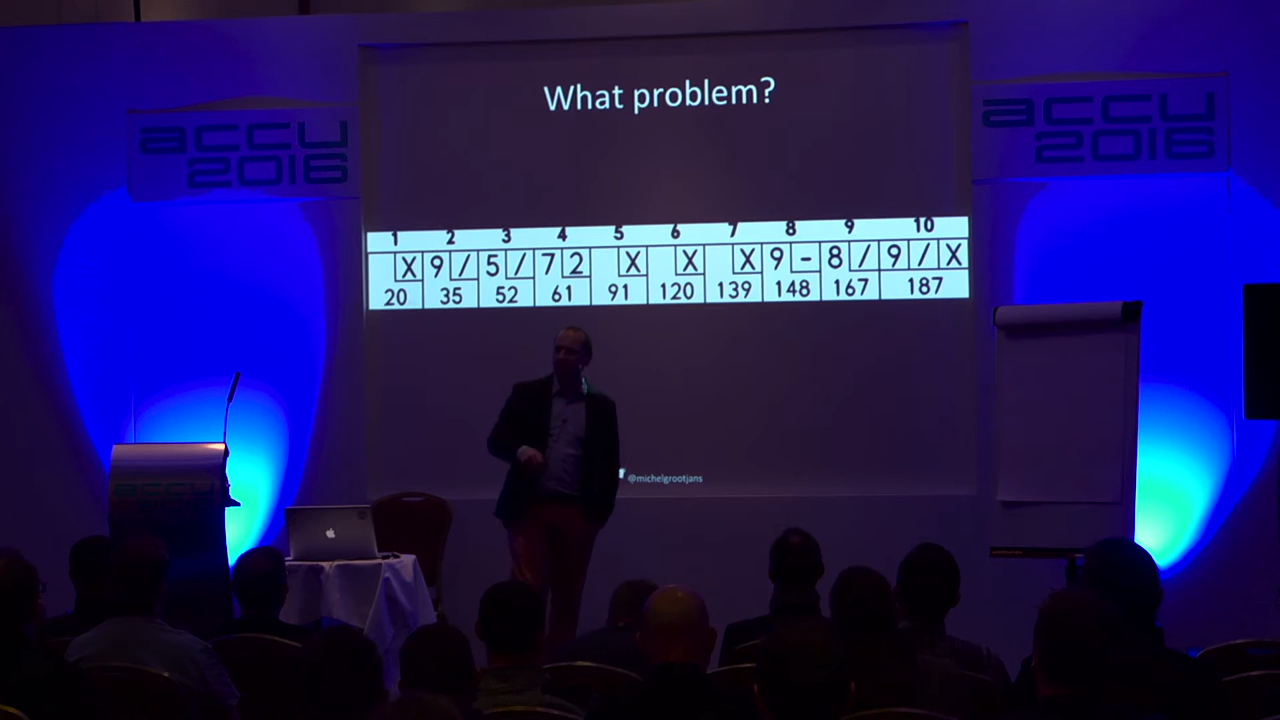 What problem?
accu
2016
accu
2016
1 2 3 4 5 6 7 8 9 10
X 9 / 5 / 7 2 X X X 9 - 8 / 9 / X
20 35 52 61 91 120 139 148 167 187
@michelgrootjans
accu